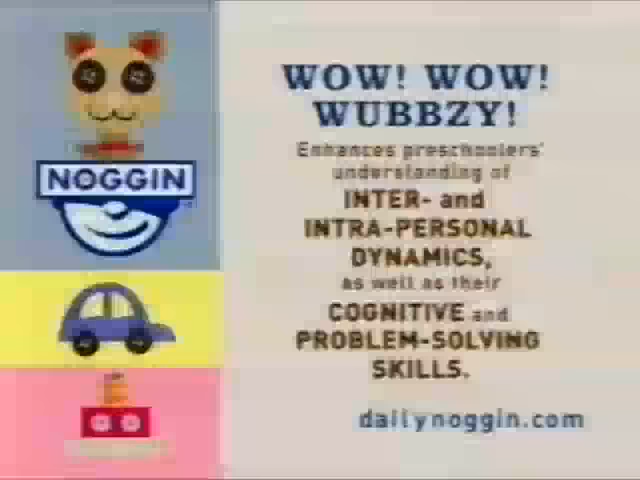 NOGGIN
WOW! WOW!
WUBBZY!
Enhances preschoolers'
understanding of
INTER- and
INTRA-PERSONAL
DYNAMICS,
as well as their
COGNITIVE and
PROBLEM-SOLVING
SKILLS.
dailynoggin.com